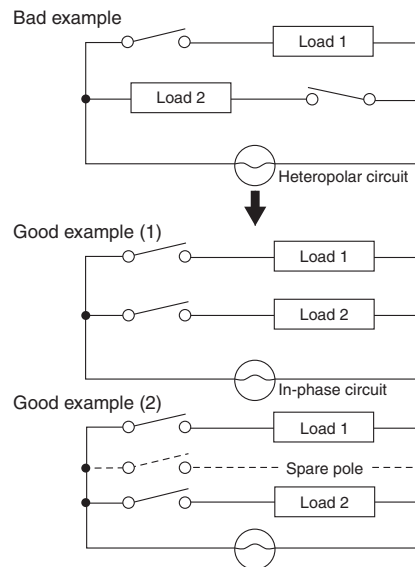 Bad example
Load 1
Load 2
Heteropolar circuit
Good example (1)
Load 1
Load 2
In-phase circuit
Good example (2)
Load 1
Spare pole
Load 2